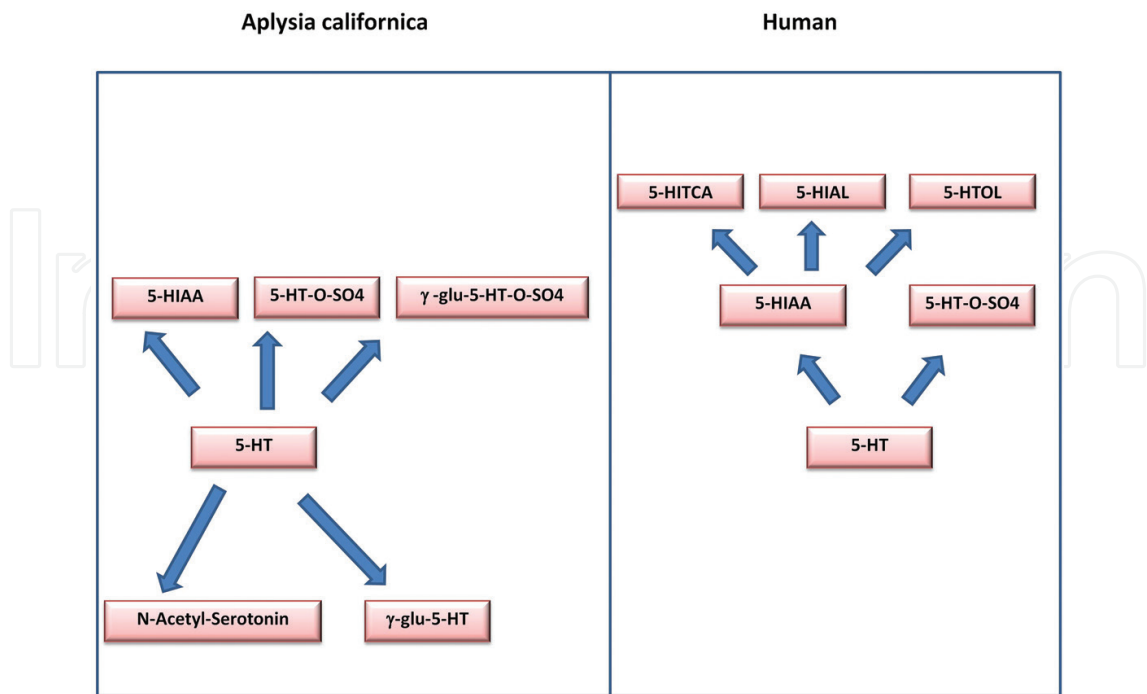 Aplysia californica
Human
5-HITCA
5-HIAL
5-HTOL
5-HIAA
5-HT-O-SO4
γ -glu-5-HT-O-SO4
5-HIAA
5-HT-O-SO4
5-HT
5-HT
N-Acetyl-Serotonin
γ-glu-5-HT